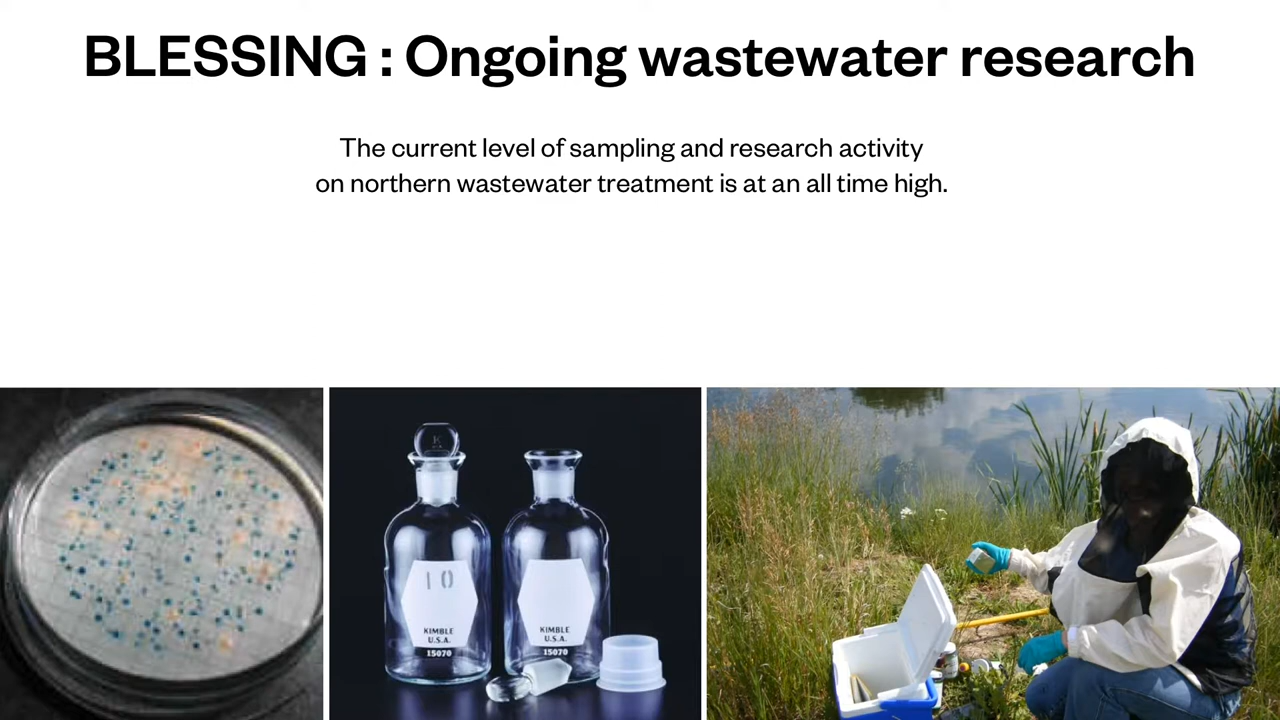 BLESSING : Ongoing wastewater research
The current level of sampling and research activity
on northern wastewater treatment is at an all time high.
K
10
KIMBLE
U.S.A.
15070
KIMBLE
U.S.A.
15070